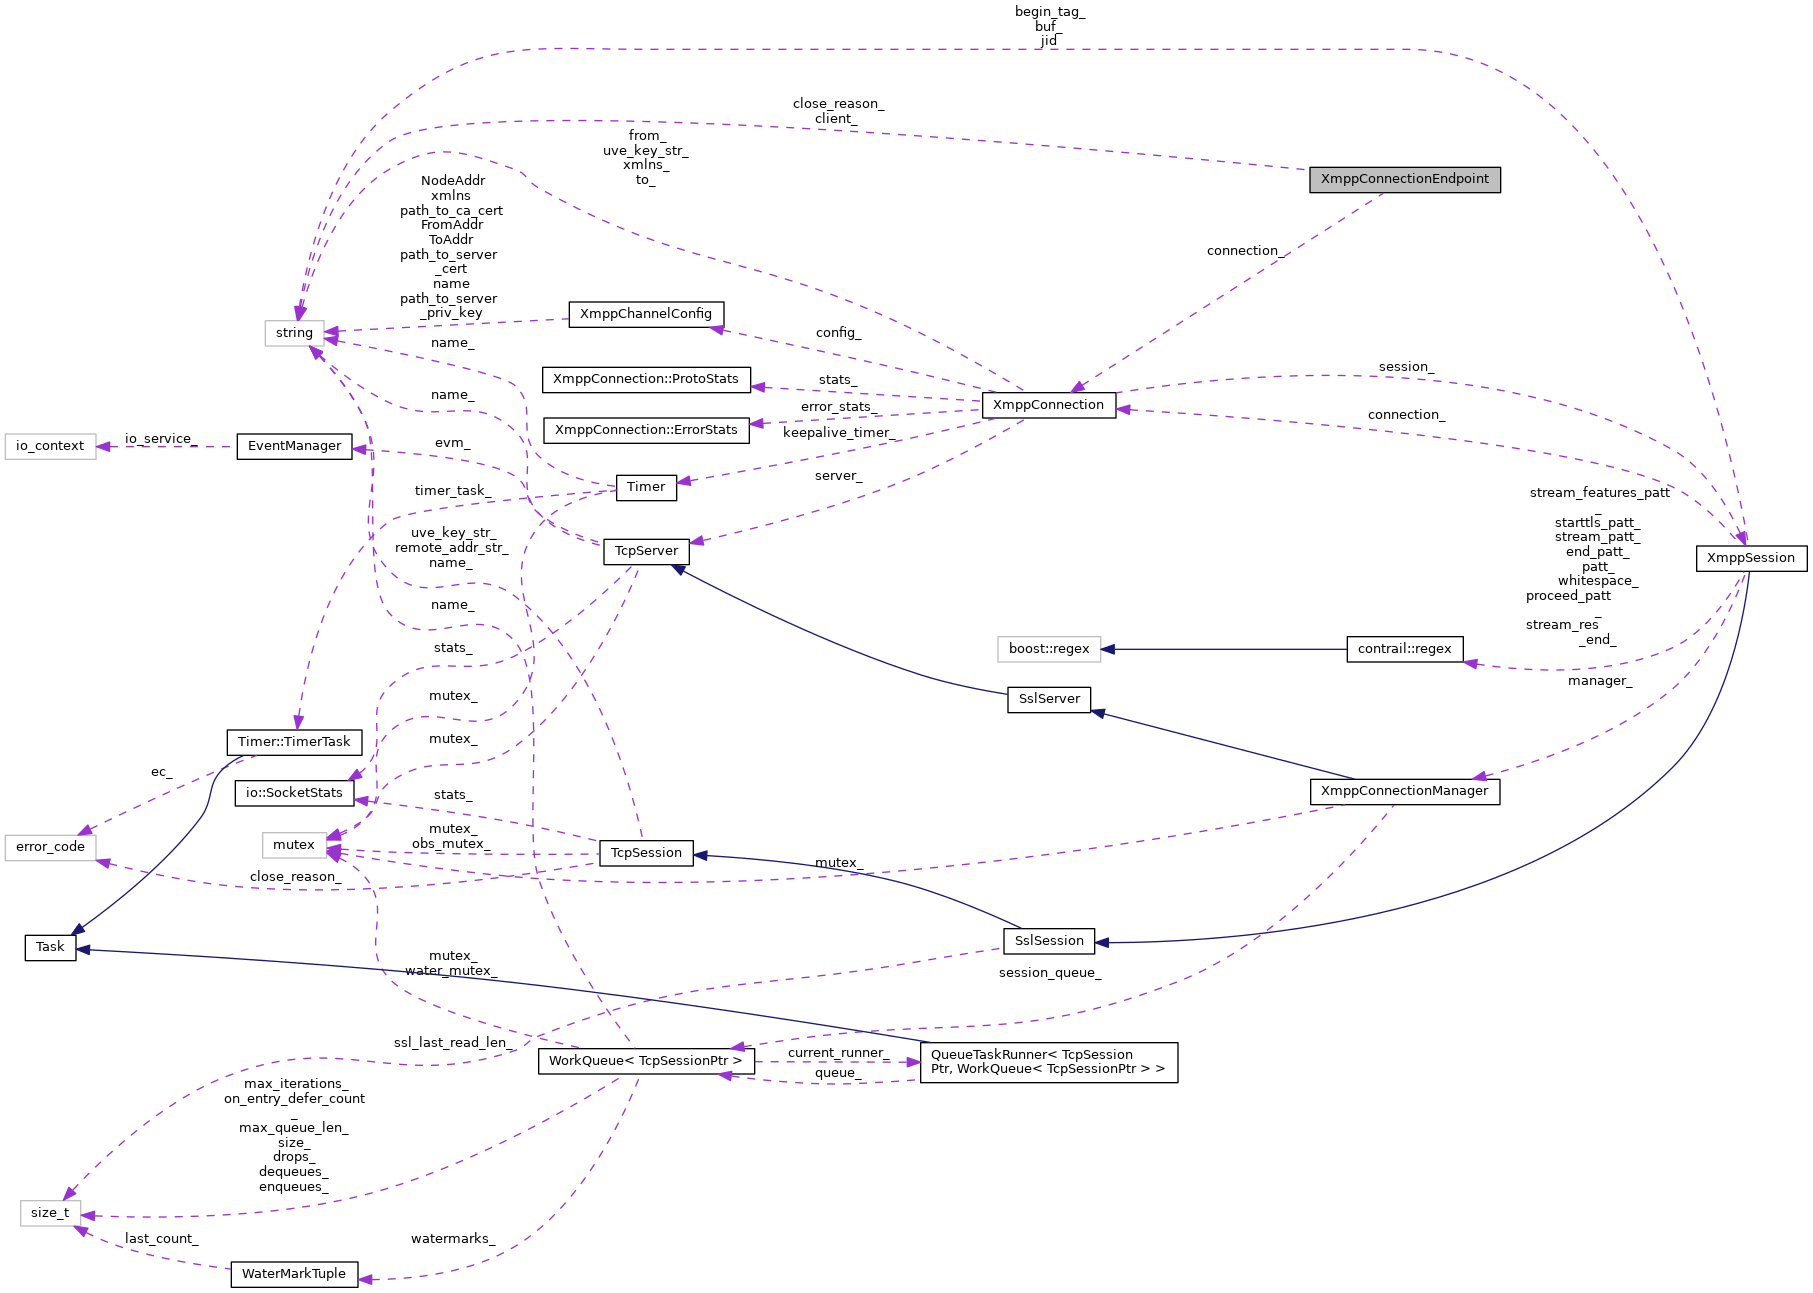 begin_tag_
buf_
jid
close_reason_
client_
from_
uve_key_str_
xmlns_
to_
XmppConnectionEndpoint
NodeAddr
xmlns
path_to_ca_cert
FromAddr
ToAddr
path_to_server
_cert
name
path_to_server
_priv_key
connection_
XmppChannelConfig
string
config_
name_
session_
XmppConnection::ProtoStats
stats_
name_
XmppConnection
error_stats_
connection_
XmppConnection::ErrorStats
keepalive_timer_
io_context
io_service_
EventManager
evm_
server_
Timer
timer_task_
stream_features_patt
_
starttls_patt_
stream_patt_
end_patt_
patt_
whitespace_
proceed_patt
_
stream_res
_end_
uve_key_str_
remote_addr_str_
name_
TcpServer
XmppSession
name_
stats_
boost::regex
contrail::regex
manager_
mutex_
SslServer
mutex_
Timer::TimerTask
ec_
io::SocketStats
stats_
XmppConnectionManager
mutex_
obs_mutex_
error_code
mutex
TcpSession
mutex_
close_reason_
Task
SslSession
mutex_
water_mutex_
session_queue_
ssl_last_read_len_
WorkQueue< TcpSessionPtr >
current_runner_
queue_
QueueTaskRunner< TcpSession
Ptr, WorkQueue< TcpSessionPtr > >
max_iterations_
on_entry_defer_count
_
max_queue_len_
size_
drops_
dequeues_
enqueues_
size_t
last_count_
watermarks_
WaterMarkTuple